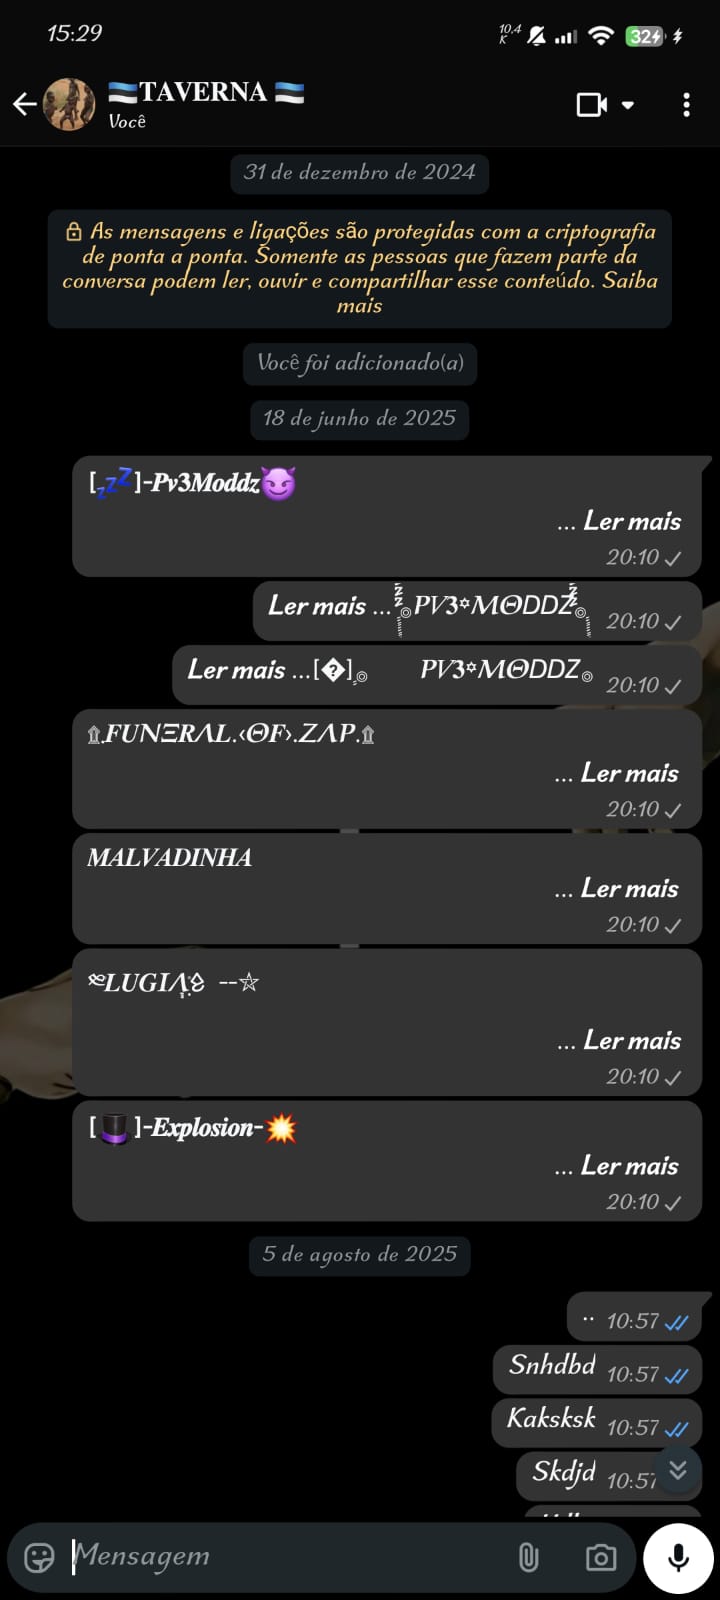 15:29
10.4
K
32
🇪🇪TAVERNA 🇪🇪
Você
31 de dezembro de 2024
As mensagens e ligações são protegidas com a criptografia
de ponta a ponta. Somente as pessoas que fazem parte da
conversa podem ler, ouvir e compartilhar esse conteúdo. Saiba
mais
Você foi adicionado(a)
18 de junho de 2025
[💤]-Pv3Moddz😈
... Ler mais
20:10
Ler mais ... PV3✡MΘDDZ 20:10
Ler mais ...[�] PV3✡MΘDDZ 20:10
۩.FUNΞRΛL.‹ΘF›.ZΛP.۩
... Ler mais
20:10
MALVADINHA
... Ler mais
20:10
LUGIΛ --☆
... Ler mais
20:10
[🎩]-Explosion-💥
... Ler mais
20:10
5 de agosto de 2025
.. 10:57
Snhdbd 10:57
Kaksksk 10:57
Skdjd 10:57
Mensagem